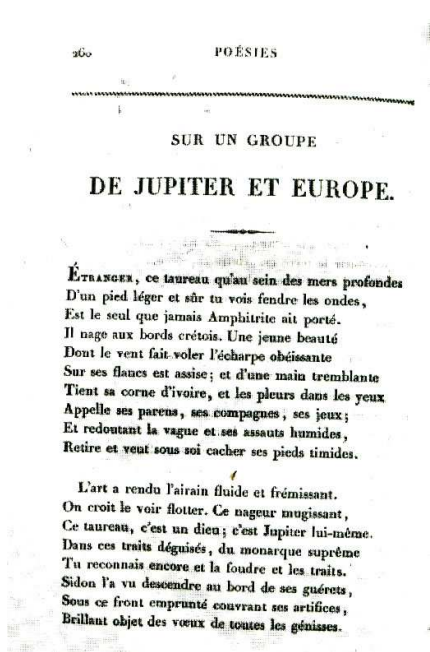 260 POÉSIES
SUR UN GROUPE
DE JUPITER ET EUROPE.
ÉTRANGER, ce taureau qu'au sein des mers profondes
D'un pied léger et sûr tu vois fendre les ondes,
Est le seul que jamais Amphitrite ait porté.
Il nage aux bords crétois. Une jeune beauté
Dont le vent fait voler l'écharpe obéissante
Sur ses flancs est assise; et d'une main tremblante
Tient sa corne d'ivoire, et les pleurs dans les yeux
Appelle ses parens, ses compagnes, ses jeux;
Et redoutant la vague et ses assauts humides,
Retire et veut sous soi cacher ses pieds timides.
L'art a rendu l'airain fluide et frémissant.
On croit le voir flotter. Ce nageur mugissant,
Ce taureau, c'est un dieu; c'est Jupiter lui-même.
Dans ces traits déguisés, du monarque suprême
Tu reconnais encore et la foudre et les traits.
Sidon l'a vu descendre au bord de ses guérets,
Sous ce front emprunté couvrant ses artifices,
Brillant objet des vœux de toutes les génisses.